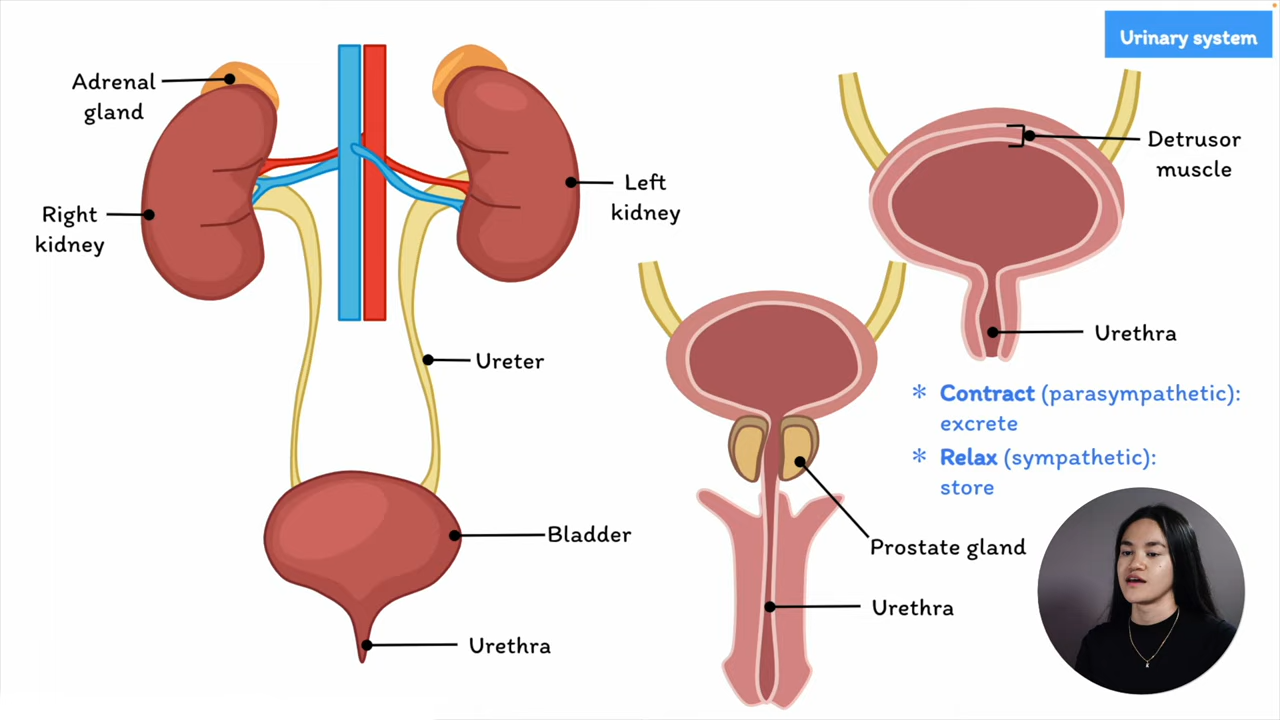 Urinary system
Adrenal
gland
Right
kidney
Left
kidney
Ureter
Bladder
Urethra
Detrusor
muscle
Urethra
* Contract (parasympathetic):
excrete
* Relax (sympathetic):
store
Prostate gland
Urethra